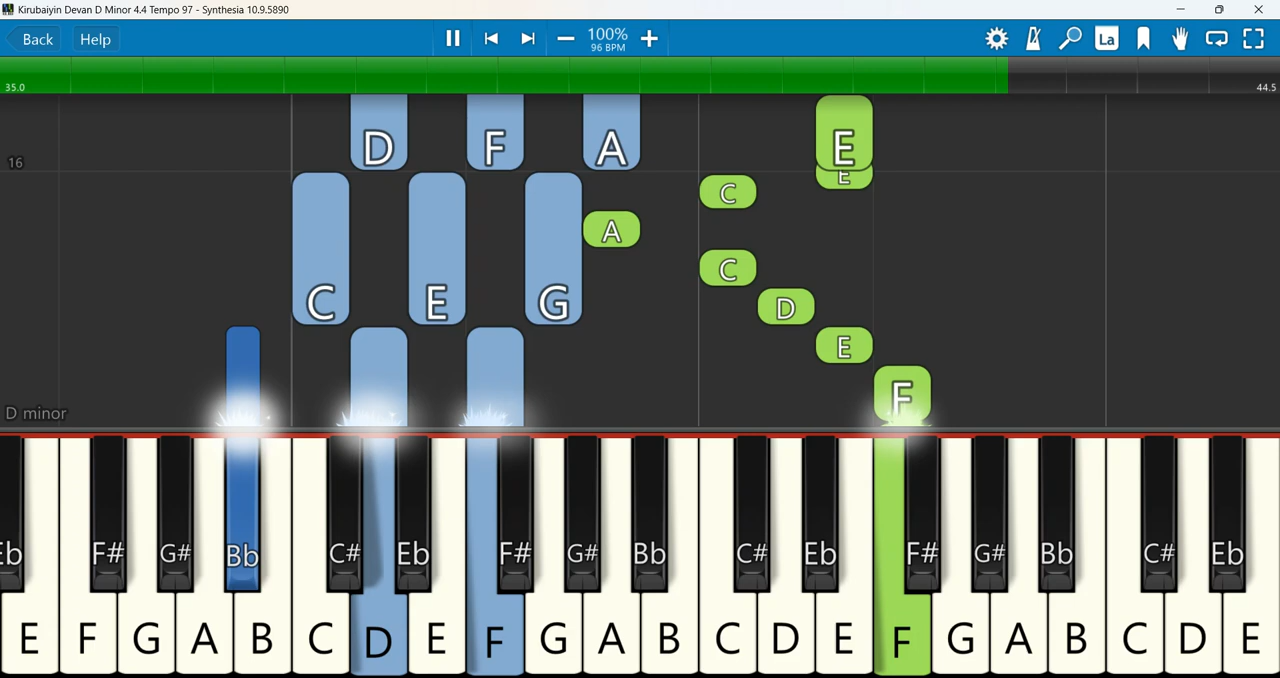 Kirubaiyin Devan D Minor 4.4 Tempo 97 - Synthesia 10.9.5890
Back Help 100% La
96 BPM
35.0 44.5
D F A E
16
C E
A
C
C E G
D
E
D minor F
Eb F# G# Bb C# Eb F# G# Bb C# Eb F# G# Bb C# Eb
E F G A B C D E F G A B C D E F G A B C D E